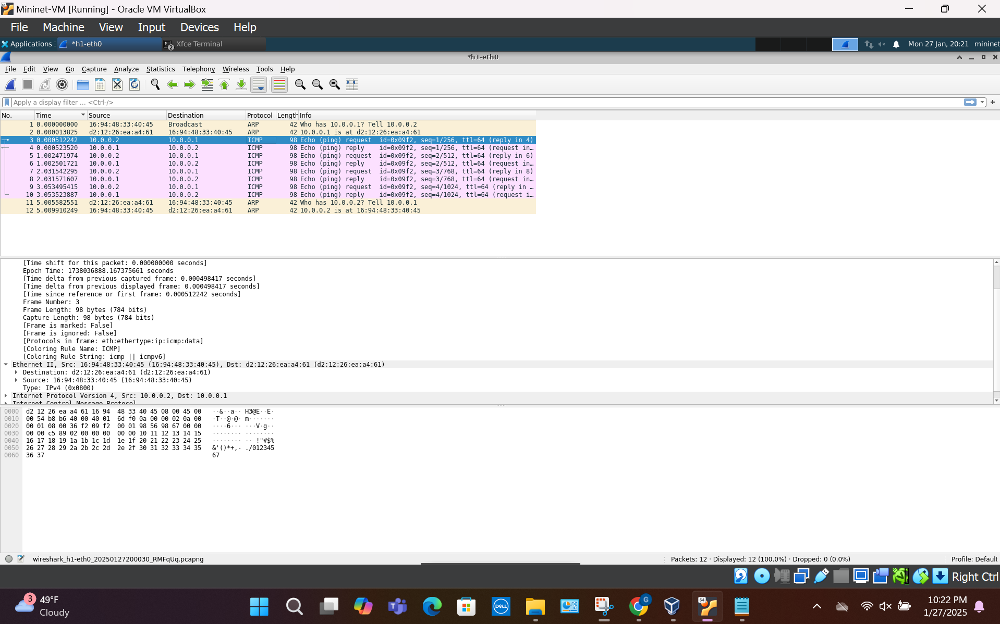 Mininet-VM [Running] - Oracle VM VirtualBox
File Machine View Input Devices Help
Applications *h1-eth0 2 Xfce Terminal Mon 27 Jan, 20:21 mininet
*h1-eth0
File Edit View Go Capture Analyze Statistics Telephony Wireless Tools Help
Apply a display filter ... <Ctrl-/> +
No. Time Source Destination Protocol Length Info
1 0.000000000 16:94:48:33:40:45 Broadcast ARP 42 Who has 10.0.0.1? Tell 10.0.0.2
2 0.000013825 d2:12:26:ea:a4:61 16:94:48:33:40:45 ARP 42 10.0.0.1 is at d2:12:26:ea:a4:61
3 0.000512242 10.0.0.2 10.0.0.1 ICMP 98 Echo (ping) request id=0x09f2, seq=1/256, ttl=64 (reply in 4)
4 0.000523520 10.0.0.1 10.0.0.2 ICMP 98 Echo (ping) reply id=0x09f2, seq=1/256, ttl=64 (request in…
5 1.002471974 10.0.0.2 10.0.0.1 ICMP 98 Echo (ping) request id=0x09f2, seq=2/512, ttl=64 (reply in 6)
6 1.002501721 10.0.0.1 10.0.0.2 ICMP 98 Echo (ping) reply id=0x09f2, seq=2/512, ttl=64 (request in…
7 2.031542295 10.0.0.2 10.0.0.1 ICMP 98 Echo (ping) request id=0x09f2, seq=3/768, ttl=64 (reply in 8)
8 2.031571607 10.0.0.1 10.0.0.2 ICMP 98 Echo (ping) reply id=0x09f2, seq=3/768, ttl=64 (request in…
9 3.053495415 10.0.0.2 10.0.0.1 ICMP 98 Echo (ping) request id=0x09f2, seq=4/1024, ttl=64 (reply in …
10 3.053523887 10.0.0.1 10.0.0.2 ICMP 98 Echo (ping) reply id=0x09f2, seq=4/1024, ttl=64 (request i…
11 5.005582551 d2:12:26:ea:a4:61 16:94:48:33:40:45 ARP 42 Who has 10.0.0.2? Tell 10.0.0.1
12 5.009910249 16:94:48:33:40:45 d2:12:26:ea:a4:61 ARP 42 10.0.0.2 is at 16:94:48:33:40:45
[Time shift for this packet: 0.000000000 seconds]
Epoch Time: 1738036888.167375661 seconds
[Time delta from previous captured frame: 0.000498417 seconds]
[Time delta from previous displayed frame: 0.000498417 seconds]
[Time since reference or first frame: 0.000512242 seconds]
Frame Number: 3
Frame Length: 98 bytes (784 bits)
Capture Length: 98 bytes (784 bits)
[Frame is marked: False]
[Frame is ignored: False]
[Protocols in frame: eth:ethertype:ip:icmp:data]
[Coloring Rule Name: ICMP]
[Coloring Rule String: icmp || icmpv6]
Ethernet II, Src: 16:94:48:33:40:45 (16:94:48:33:40:45), Dst: d2:12:26:ea:a4:61 (d2:12:26:ea:a4:61)
Destination: d2:12:26:ea:a4:61 (d2:12:26:ea:a4:61)
Source: 16:94:48:33:40:45 (16:94:48:33:40:45)
Type: IPv4 (0x0800)
Internet Protocol Version 4, Src: 10.0.0.2, Dst: 10.0.0.1
Internet Control Message Protocol
0000 d2 12 26 ea a4 61 16 94 48 33 40 45 08 00 45 00 ··&··a·· H3@E··E·
0010 00 54 b8 b6 40 00 40 01 6d f0 0a 00 00 02 0a 00 ·T··@·@· m·······
0020 00 01 08 00 36 f2 09 f2 00 01 98 56 98 67 00 00 ····6··· ···V·g··
0030 00 00 c5 89 02 00 00 00 00 00 10 11 12 13 14 15 ········ ········
0040 16 17 18 19 1a 1b 1c 1d 1e 1f 20 21 22 23 24 25 ········ ·· !"#$%
0050 26 27 28 29 2a 2b 2c 2d 2e 2f 30 31 32 33 34 35 &'()*+,- ./012345
0060 36 37 67
wireshark_h1-eth0_20250127200030_RMFqUq.pcapng Packets: 12 · Displayed: 12 (100.0%) · Dropped: 0 (0.0%) Profile: Default
Right Ctrl
3 49°F
Cloudy
DELL
G
64
10:22 PM
1/27/2025